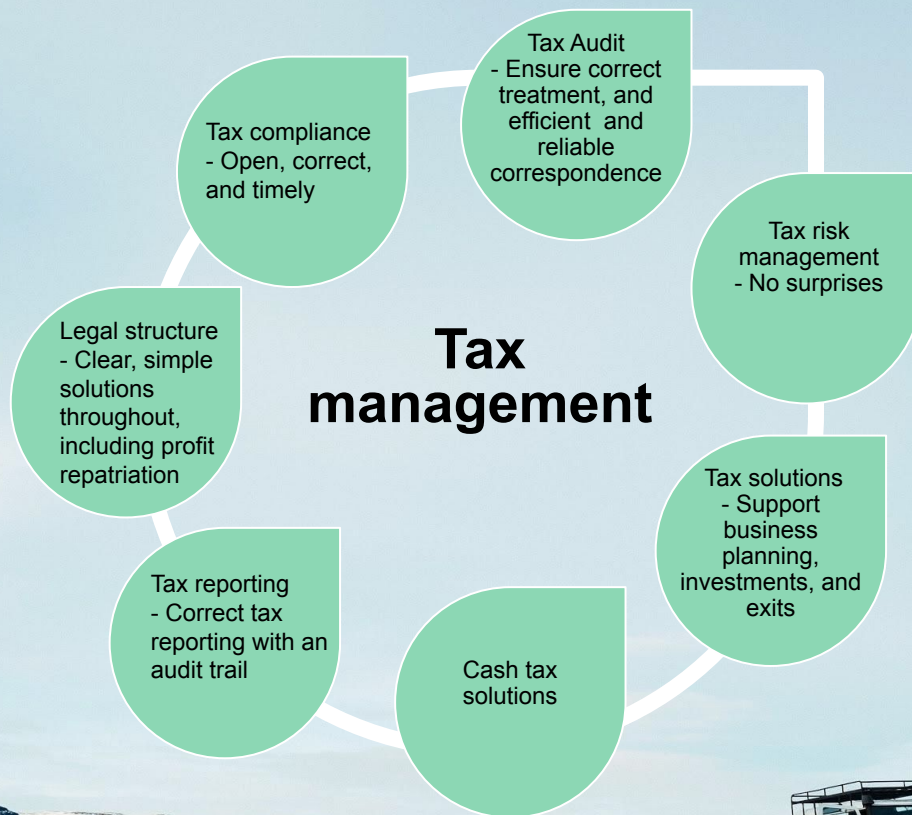 Tax Audit
- Ensure correct
treatment, and
efficient and
reliable
correspondence
Tax compliance
- Open, correct,
and timely
Tax risk
management
- No surprises
Legal structure
- Clear, simple
solutions
throughout,
including profit
repatriation
Tax
management
Tax solutions
- Support
business
planning,
investments, and
exits
Tax reporting
- Correct tax
reporting with an
audit trail
Cash tax
solutions